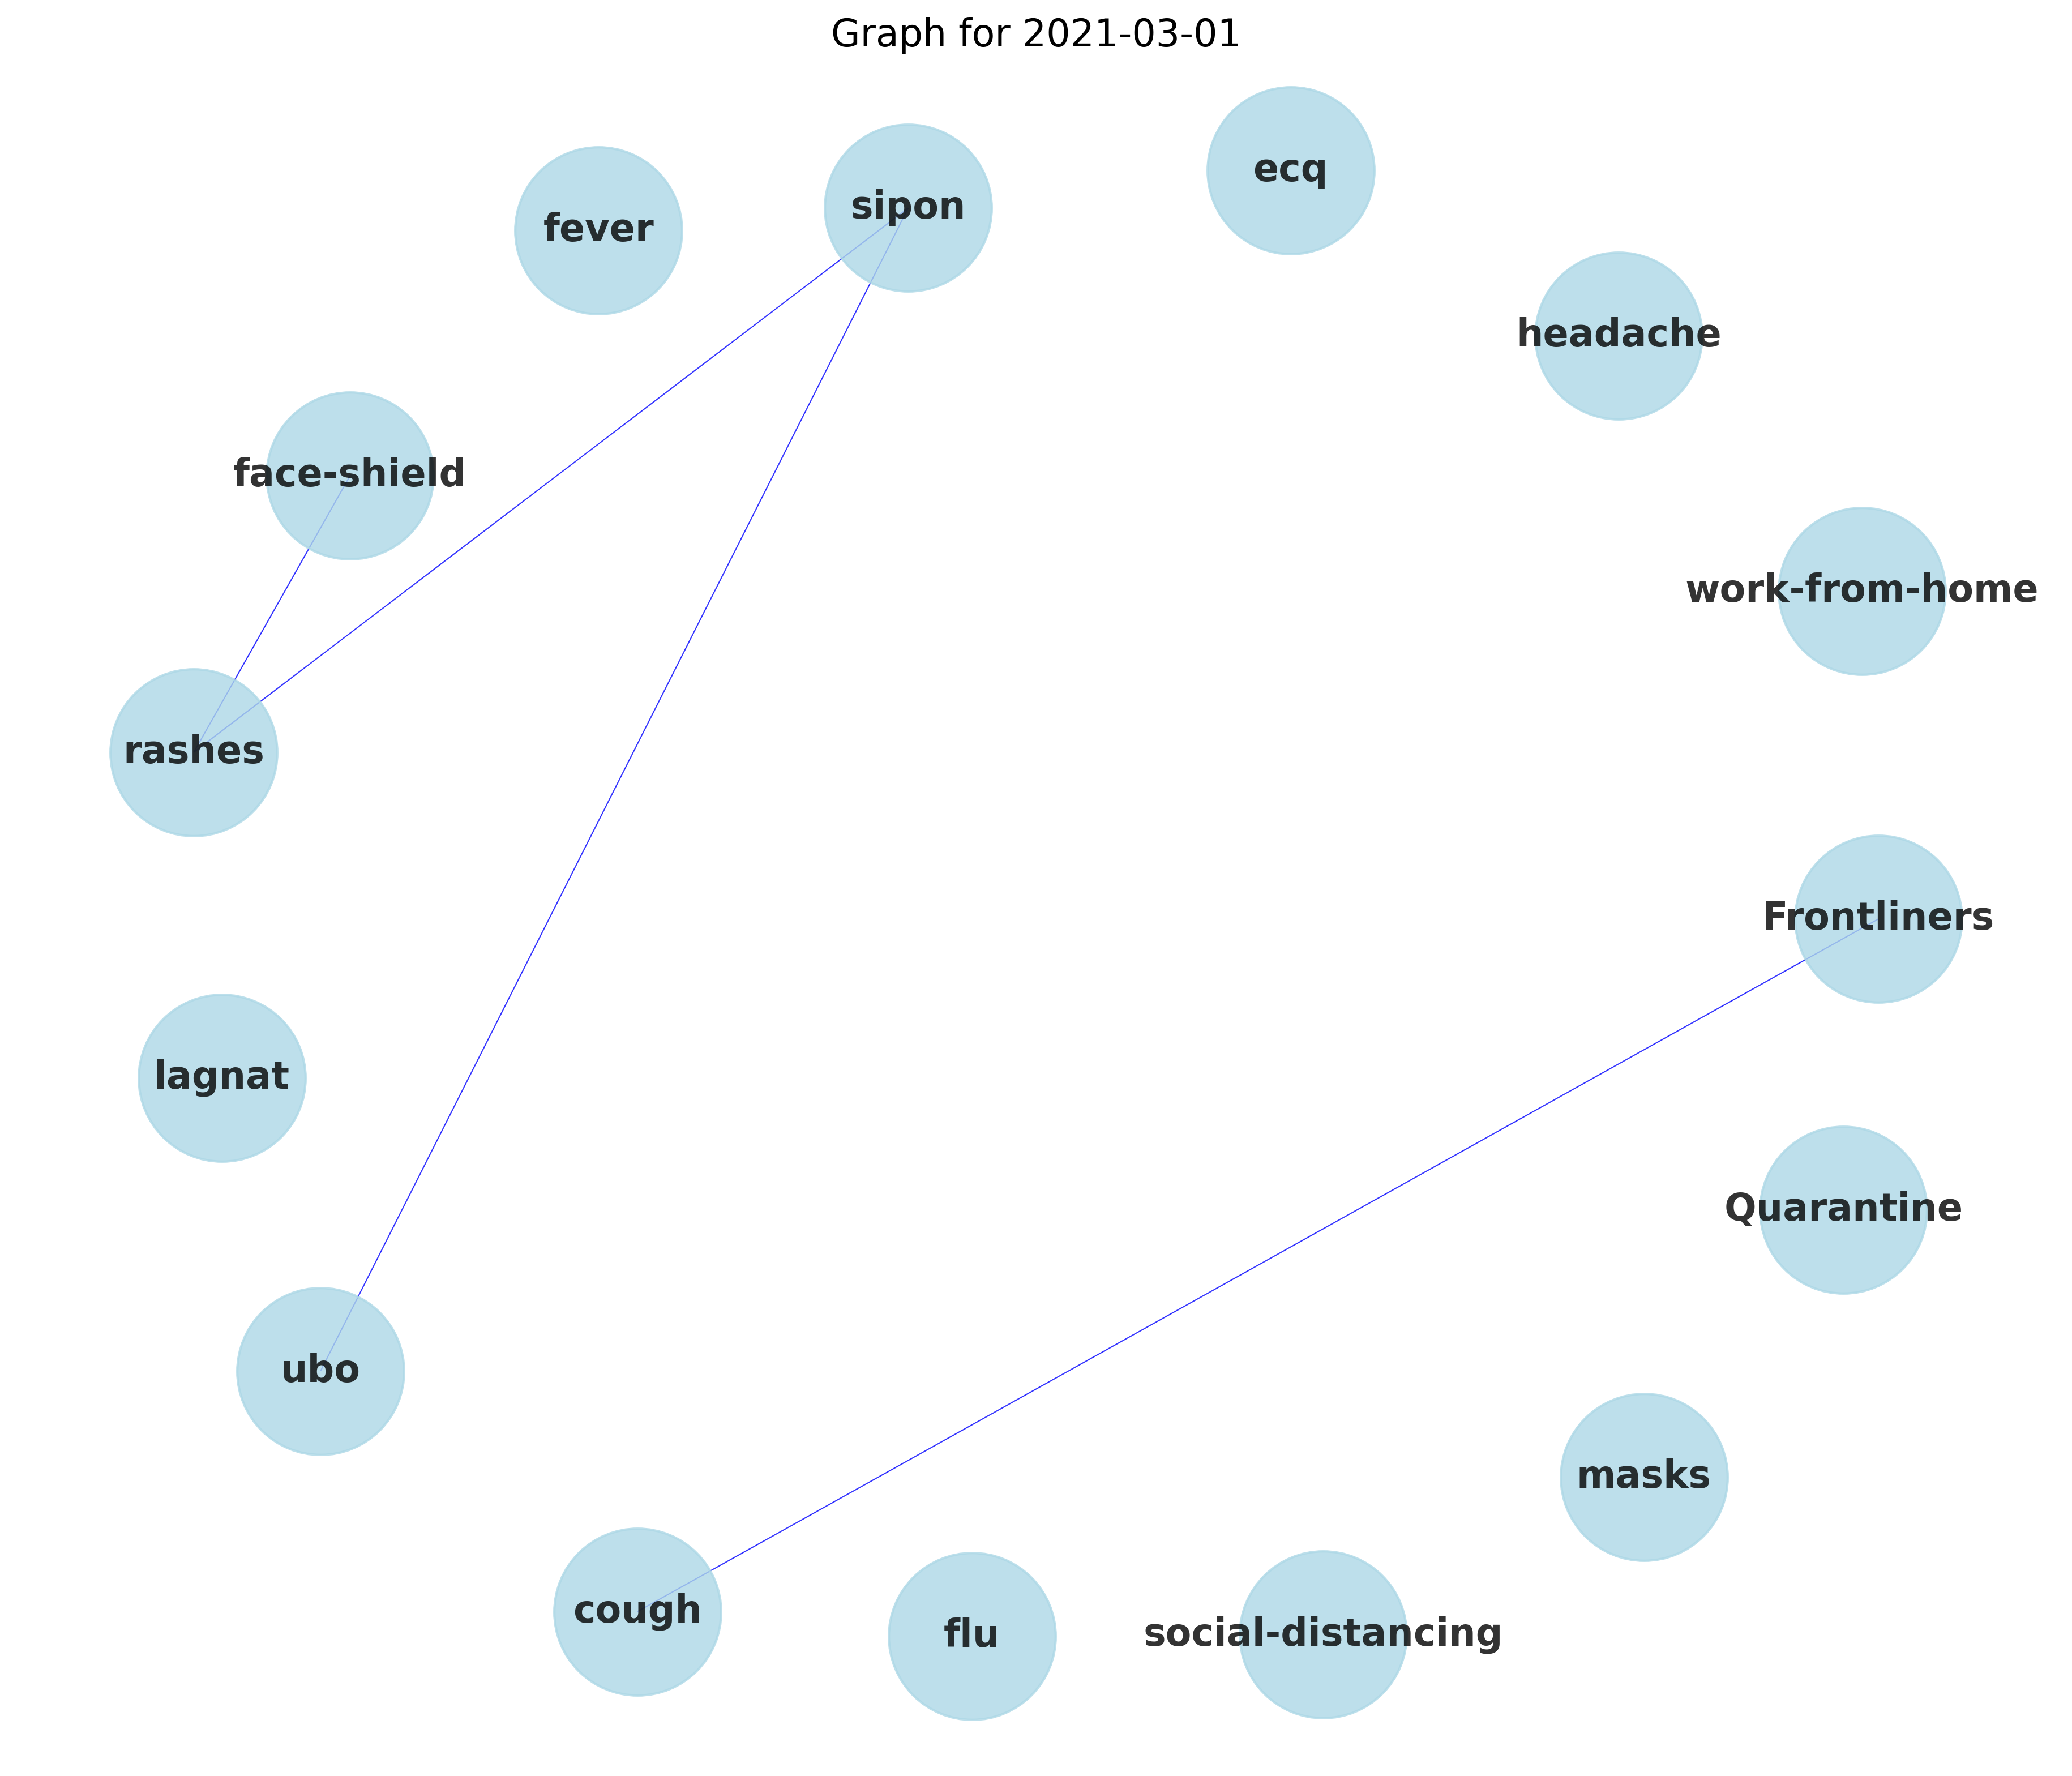 Graph for 2021-03-01
ecq
sipon
fever
headache
face-shield
work-from-home
rashes
Frontliners
lagnat
Quarantine
ubo
masks
cough
flu
social-distancing